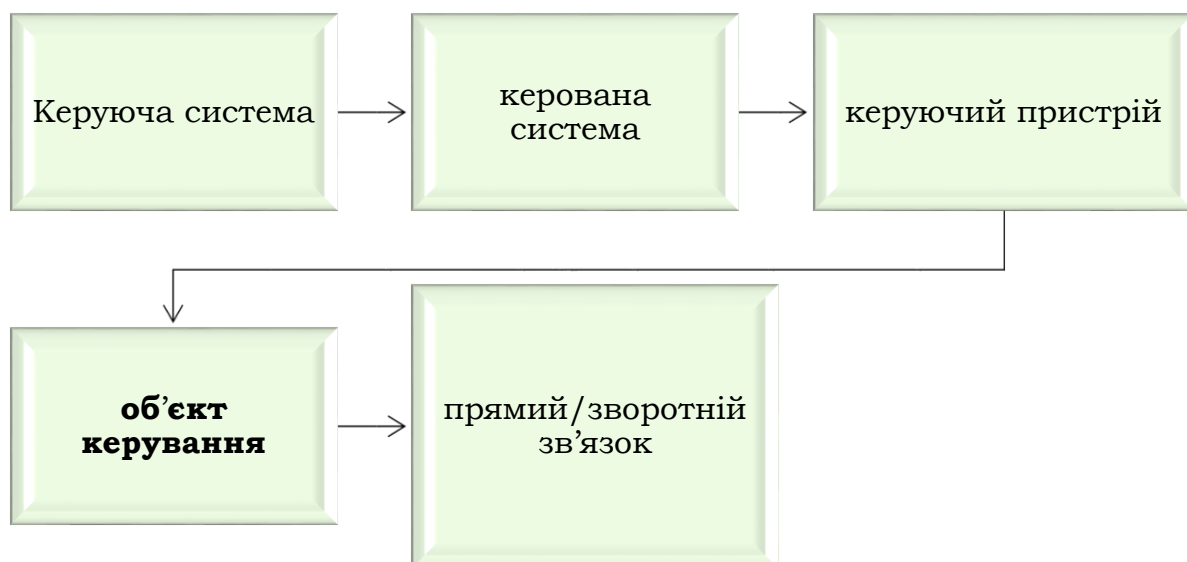 Керуюча система
керована
система
керуючий пристрій
об’єкт
керування
прямий/зворотній
зв’язок